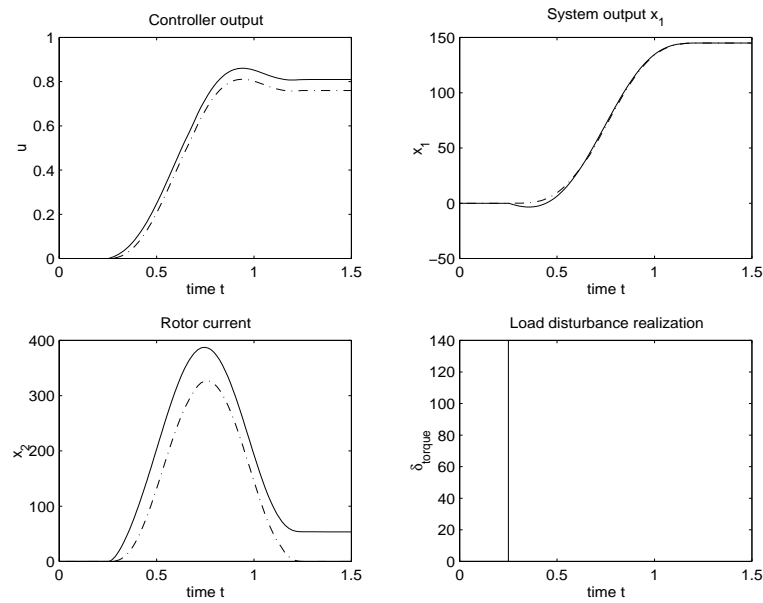 Controller output
1
0.8
0.6
0.4
0.2
0
u
0 0.5 1 1.5
time t
System output x1
150
100
50
0
−50
x1
0 0.5 1 1.5
time t
Rotor current
400
300
200
100
0
x2
0 0.5 1 1.5
time t
Load disturbance realization
140
120
100
80
60
40
20
0
δtorque
0 0.5 1 1.5
time t